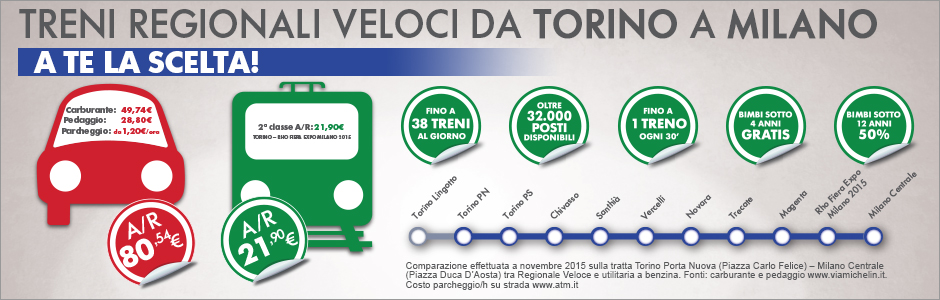 TRENI REGIONALI VELOCI DA TORINO A MILANO
A TE LA SCELTA!
Carburante: 49,74€
Pedaggio: 28,80€
Parcheggio: da 1,20€/ora
A/R
80,54€
2ª classe A/R: 21,90€
TORINO – RHO FIERA EXPO MILANO 2015
A/R
21,90€
FINO A
38 TRENI
AL GIORNO
OLTRE
32.000
POSTI
DISPONIBILI
FINO A
1 TRENO
OGNI 30'
BIMBI SOTTO
4 ANNI
GRATIS
BIMBI SOTTO
12 ANNI
50%
Torino Lingotto
Torino PN
Torino PS
Chivasso
Santhià
Vercelli
Novara
Trecate
Magenta
Rho Fiera Expo
Milano 2015
Milano Centrale
Comparazione effettuata a novembre 2015 sulla tratta Torino Porta Nuova (Piazza Carlo Felice) – Milano Centrale
(Piazza Duca D'Aosta) tra Regionale Veloce e utilitaria a benzina. Fonti: carburante e pedaggio www.viamichelin.it.
Costo parcheggio/h su strada www.atm.it